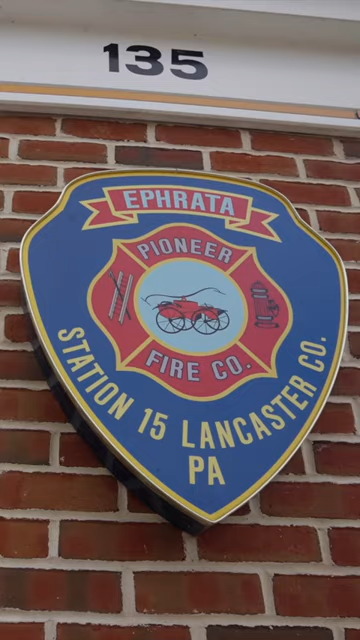 135
EPHRATA
PIONEER
FIRE CO.
STATION 15 LANCASTER CO.
PA